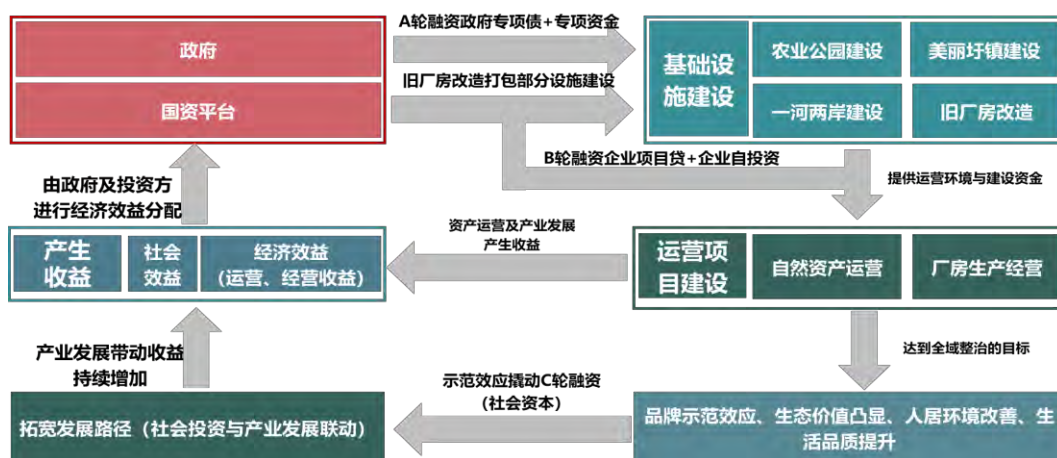 政府
国资平台
A轮融资政府专项债+专项资金
旧厂房改造打包部分设施建设
基础设
施建设
农业公园建设
美丽圩镇建设
一河两岸建设
旧厂房改造
B轮融资企业项目贷+企业自投资
提供运营环境与建设资金
由政府及投资方
进行经济效益分配
产生
收益
社会
效益
经济效益
（运营、经营收益）
资产运营及产业发展
产生收益
运营项
目建设
自然资产运营
厂房生产经营
产业发展带动收益
持续增加
达到全域整治的目标
示范效应撬动C轮融资
（社会资本）
拓宽发展路径（社会投资与产业发展联动）
品牌示范效应、生态价值凸显、人居环境改善、生
活品质提升